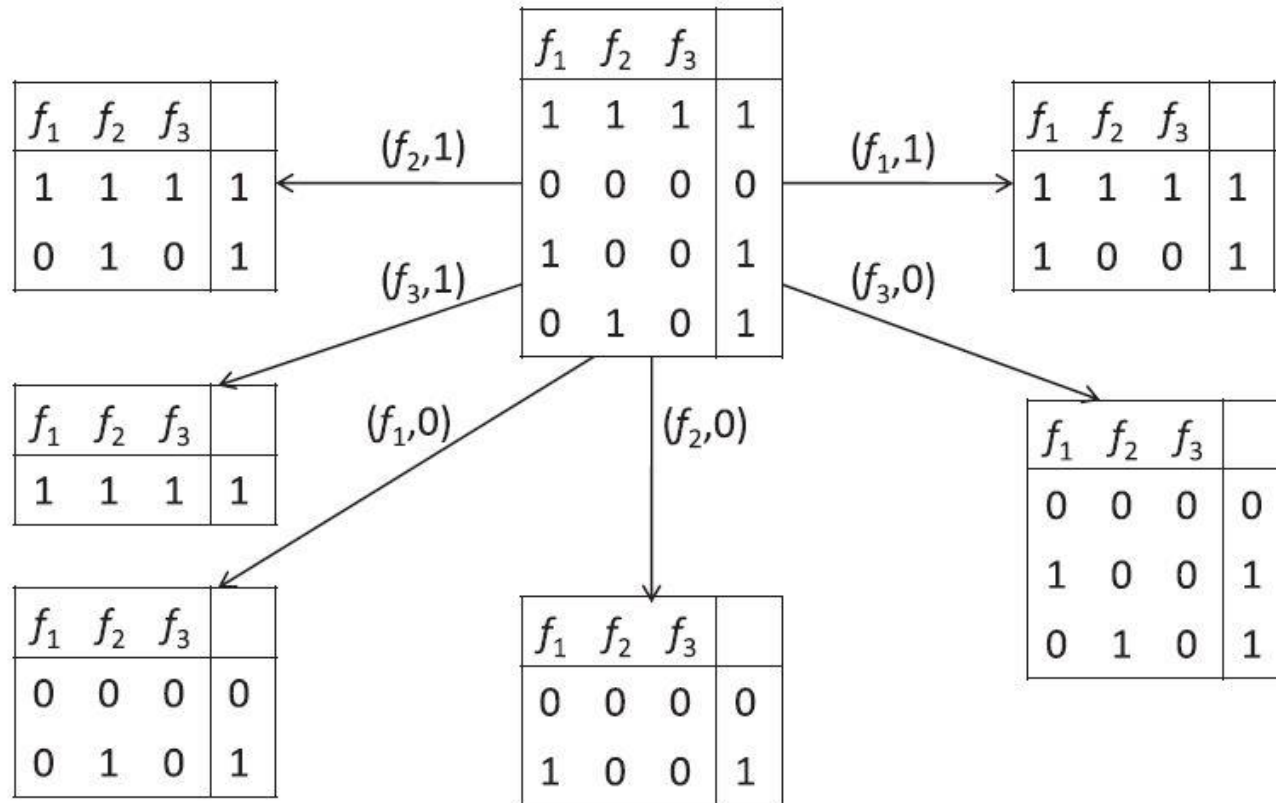 f₁ f₂ f₃
1 1 1 1
0 0 0 0
1 0 0 1
0 1 0 1
(f₂,1)
f₁ f₂ f₃
1 1 1 1
0 1 0 1
(f₁,1)
f₁ f₂ f₃
1 1 1 1
1 0 0 1
(f₃,1)
f₁ f₂ f₃
1 1 1 1
(f₃,0)
f₁ f₂ f₃
0 0 0 0
1 0 0 1
0 1 0 1
(f₁,0)
f₁ f₂ f₃
0 0 0 0
0 1 0 1
(f₂,0)
f₁ f₂ f₃
0 0 0 0
1 0 0 1